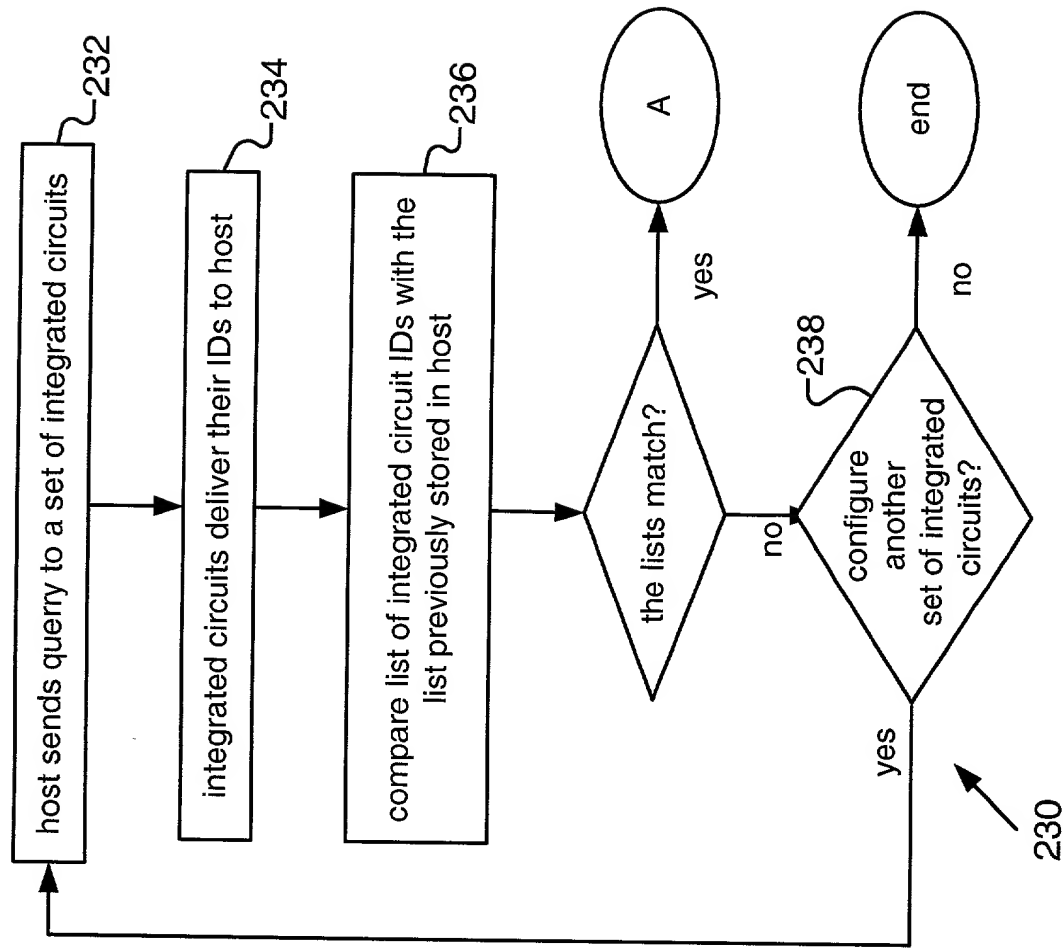 host sends querry to a set of integrated circuits
232
integrated circuits deliver their IDs to host
234
compare list of integrated circuit IDs with the
list previously stored in host
236
the lists match?
yes
A
no
configure
another
set of integrated
circuits?
238
no
end
yes
230